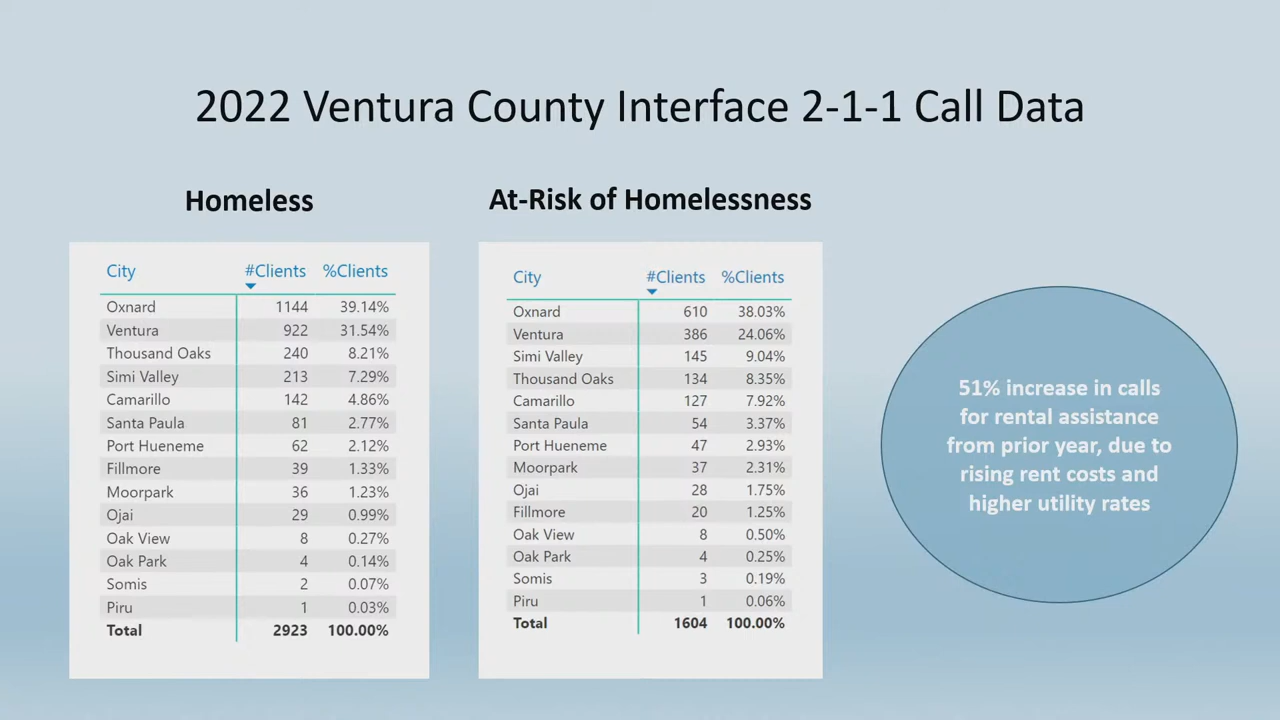 2022 Ventura County Interface 2-1-1 Call Data
Homeless
City #Clients %Clients
Oxnard 1144 39.14%
Ventura 922 31.54%
Thousand Oaks 240 8.21%
Simi Valley 213 7.29%
Camarillo 142 4.86%
Santa Paula 81 2.77%
Port Hueneme 62 2.12%
Fillmore 39 1.33%
Moorpark 36 1.23%
Ojai 29 0.99%
Oak View 8 0.27%
Oak Park 4 0.14%
Somis 2 0.07%
Piru 1 0.03%
Total 2923 100.00%
At-Risk of Homelessness
City #Clients %Clients
Oxnard 610 38.03%
Ventura 386 24.06%
Simi Valley 145 9.04%
Thousand Oaks 134 8.35%
Camarillo 127 7.92%
Santa Paula 54 3.37%
Port Hueneme 47 2.93%
Moorpark 37 2.31%
Ojai 28 1.75%
Fillmore 20 1.25%
Oak View 8 0.50%
Oak Park 4 0.25%
Somis 3 0.19%
Piru 1 0.06%
Total 1604 100.00%
51% increase in calls
for rental assistance
from prior year, due to
rising rent costs and
higher utility rates